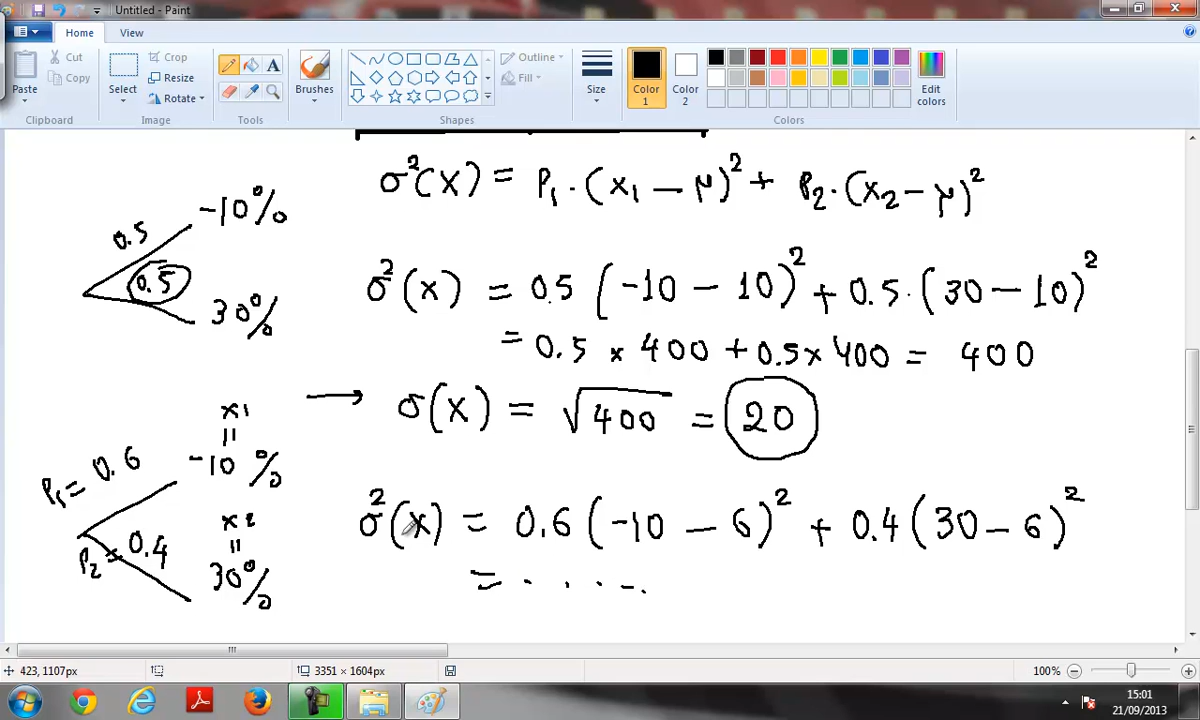 Untitled - Paint
Home View
Paste
Cut
Copy
Clipboard
Select
Crop
Resize
Rotate
Image
A
Tools
Brushes
Outline
Fill
Shapes
Size
Color 1
Color 2
Edit colors
Colors
σ²(X) = P₁·(x₁ − μ)² + P₂·(x₂ − μ)²
0.5 -10%
0.5 30%
σ²(x) = 0.5 (-10 − 10)² + 0.5·(30 − 10)²
= 0.5 × 400 + 0.5 × 400 = 400
→ σ(X) = √400 = 20
x1
=
P₁ = 0.6 -10 %
x2
=
P₂ = 0.4 30%
σ²(x) = 0.6 (-10 − 6)² + 0.4 (30 − 6)²
= . . . - .
423, 1107px
3351 × 1604px
100%
15:01
21/09/2013